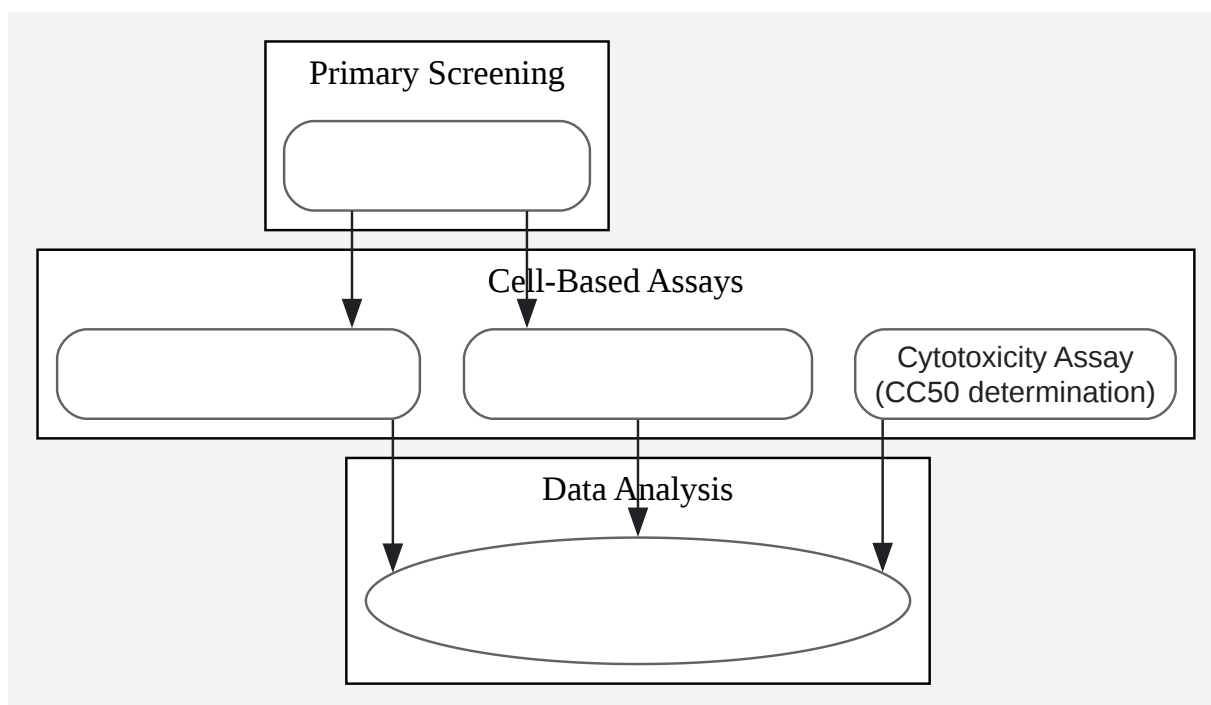 Primary Screening
Cell-Based Assays
Cytotoxicity Assay
(CC50 determination)
Data Analysis